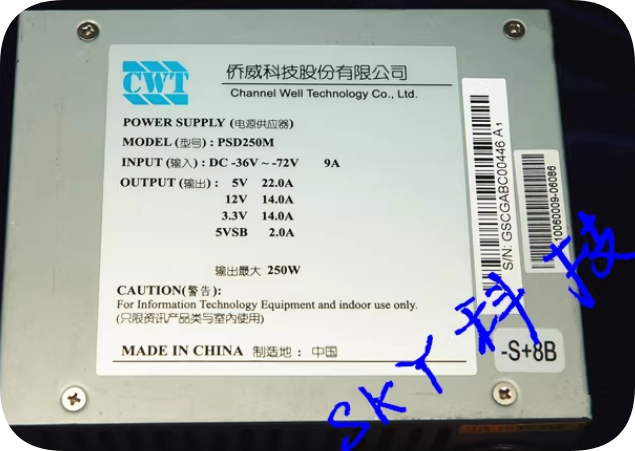 CWT
侨威科技股份有限公司
Channel Well Technology Co., Ltd.
POWER SUPPLY (电源供应器)
MODEL (型号) : PSD250M
INPUT (输入) : DC -36V ~ -72V 9A
OUTPUT (输出) : 5V 22.0A
12V 14.0A
3.3V 14.0A
5VSB 2.0A
输出最大 250W
CAUTION(警告):
For Information Technology Equipment and indoor use only.
(只限资讯产品类与室内使用)
MADE IN CHINA 制造地 : 中国
S/N: GSCGABC00446 A1
10060009-06086
-S+8B
SKY科技